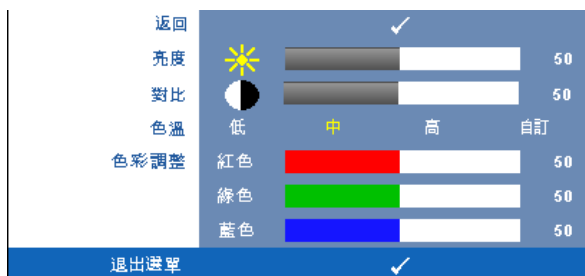 返回
亮度 50
對比 50
色溫 低 中 高 自訂
色彩調整 紅色 50
綠色 50
藍色 50
退出選單